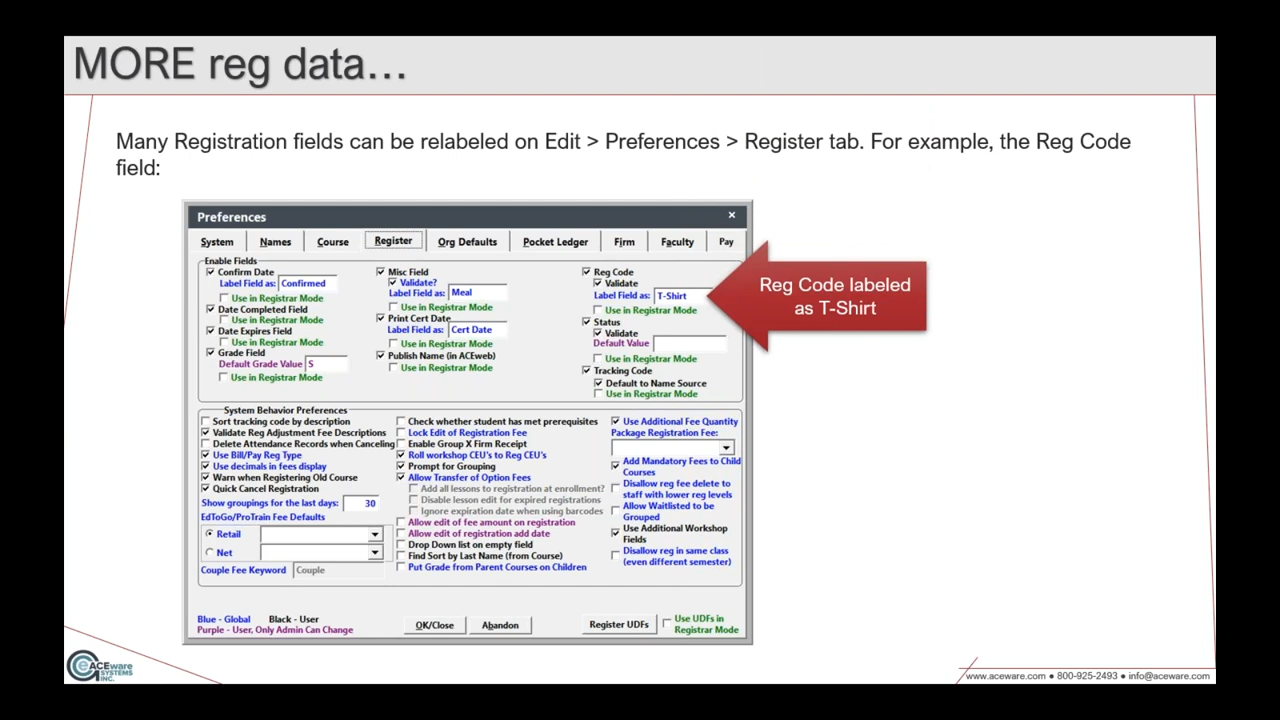 MORE reg data…
Many Registration fields can be relabeled on Edit > Preferences > Register tab. For example, the Reg Code
field:
Preferences
×
System Names Course Register Org Defaults Pocket Ledger Firm Faculty Pay
Enable Fields
Confirm Date
Label Field as: Confirmed
Use in Registrar Mode
Date Completed Field
Use in Registrar Mode
Date Expires Field
Use in Registrar Mode
Grade Field
Default Grade Value S
Use in Registrar Mode
Misc Field
Validate?
Label Field as: Meal
Use in Registrar Mode
Print Cert Date
Label Field as: Cert Date
Use in Registrar Mode
Publish Name (in ACEweb)
Use in Registrar Mode
Reg Code
Validate
Label Field as: T-Shirt
Use in Registrar Mode
Status
Validate
Default Value
Use in Registrar Mode
Tracking Code
Default to Name Source
Use in Registrar Mode
Reg Code labeled
as T-Shirt
System Behavior Preferences
Sort tracking code by description
Validate Reg Adjustment Fee Descriptions
Delete Attendance Records when Canceling
Use Bill/Pay Reg Type
Use decimals in fees display
Warn when Registering Old Course
Quick Cancel Registration
Show groupings for the last days: 30
EdToGo/ProTrain Fee Defaults
Retail
Net
Couple Fee Keyword Couple
Check whether student has met prerequisites
Lock Edit of Registration Fee
Enable Group X Firm Receipt
Roll workshop CEU's to Reg CEU's
Prompt for Grouping
Allow Transfer of Option Fees
Add all lessons to registration at enrollment?
Disable lesson edit for expired registrations
Ignore expiration date when using barcodes
Allow edit of fee amount on registration
Allow edit of registration add date
Drop Down list on empty field
Find Sort by Last Name (from Course)
Put Grade from Parent Courses on Children
Use Additional Fee Quantity
Package Registration Fee:
Add Mandatory Fees to Child
Courses
Disallow reg fee delete to
staff with lower reg levels
Allow Waitlisted to be
Grouped
Use Additional Workshop
Fields
Disallow reg in same class
(even different semester)
Blue - Global Black - User
Purple - User, Only Admin Can Change
OK/Close Abandon Register UDFs
Use UDFs in
Registrar Mode
ACEware
SYSTEMS
INC.
www.aceware.com ● 800-925-2493 ● info@aceware.com